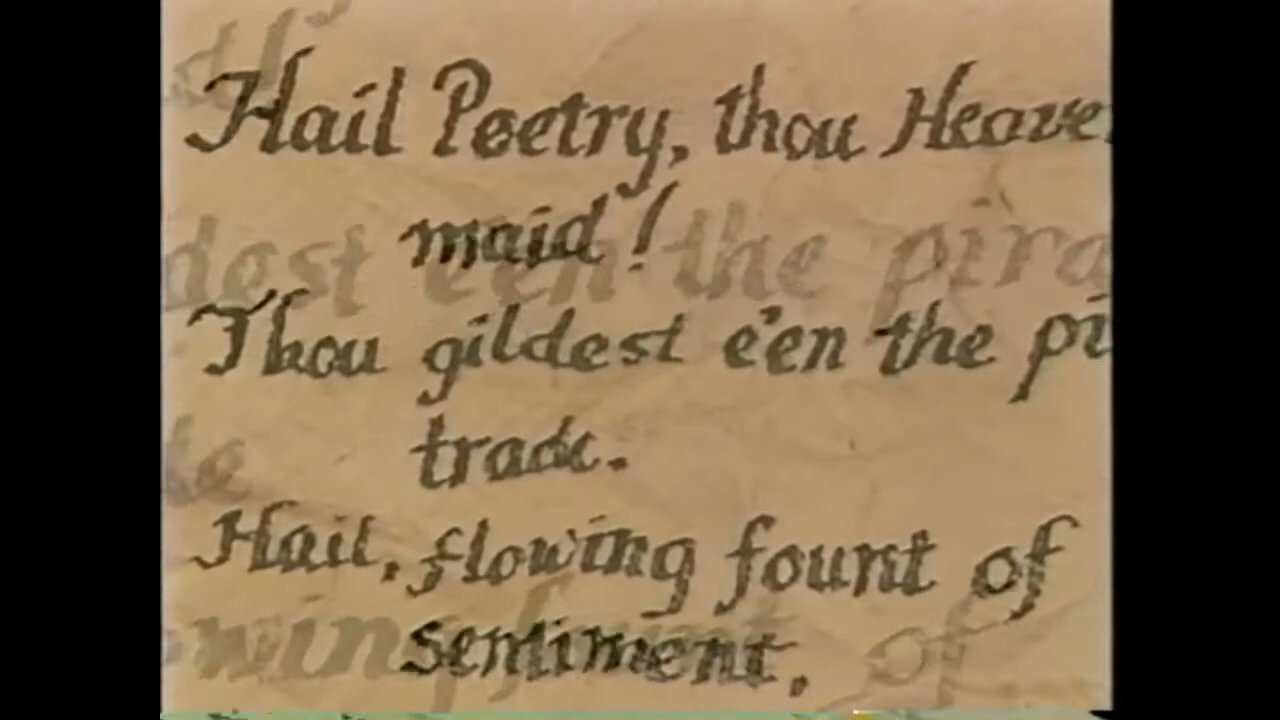 Hail Poetry, thou Heave
maid!
Thou gildest e'en the pi
trade.
Hail, flowing fount of
sentiment,